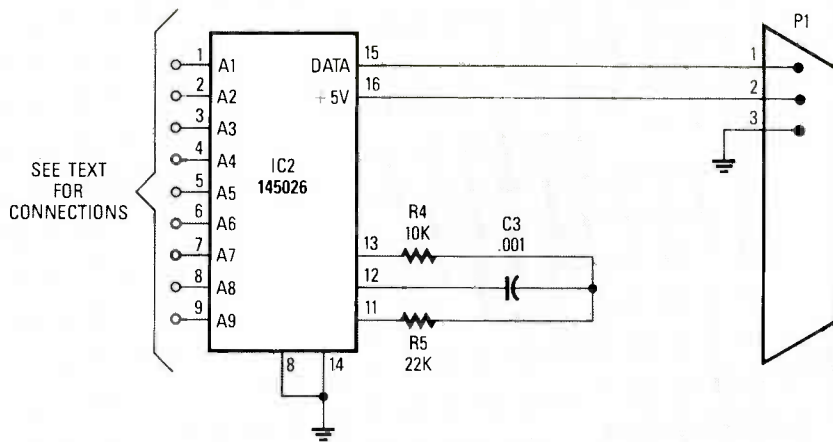 P1
1 A1 DATA 15 1
2 A2 +5V 16 2
3 A3 3
4 A4
SEE TEXT
FOR
CONNECTIONS
IC2
145026
5 A5
6 A6
7 A7 13 R4
10K
C3
.001
8 A8 12
9 A9 11
R5
22K
8 14